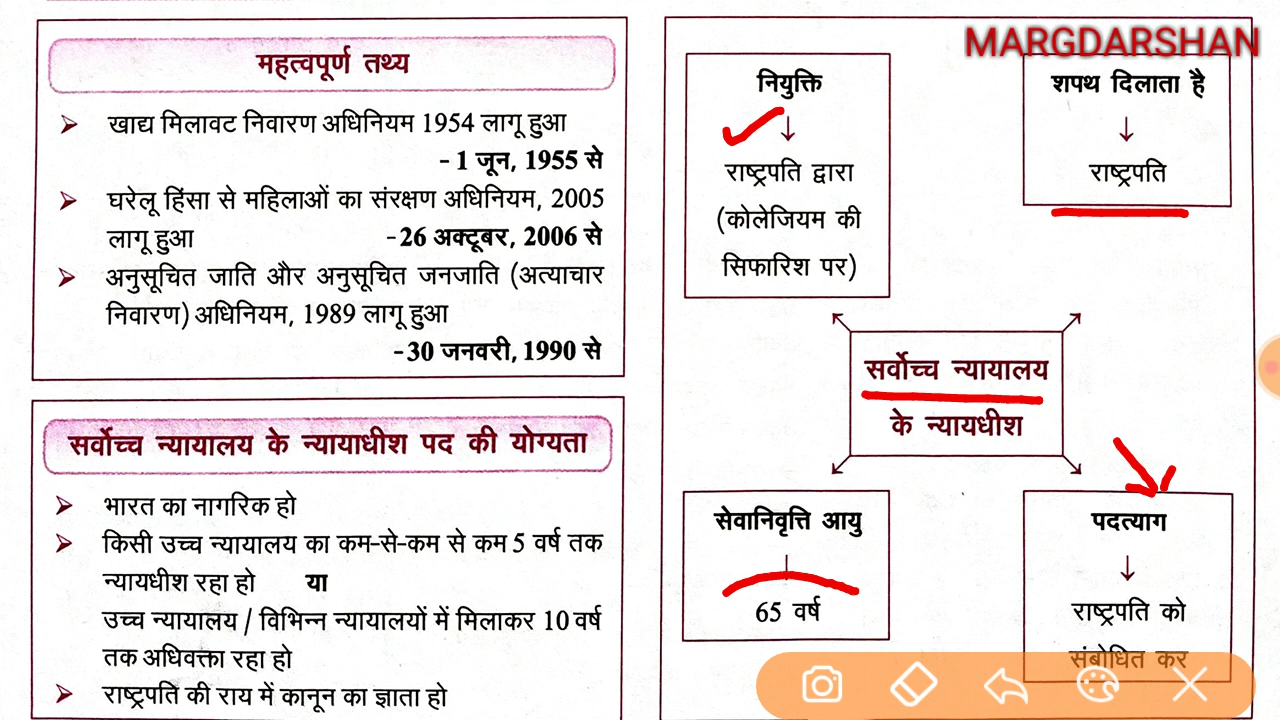 महत्वपूर्ण तथ्य
➢ खाद्य मिलावट निवारण अधिनियम 1954 लागू हुआ
- 1 जून, 1955 से
➢ घरेलू हिंसा से महिलाओं का संरक्षण अधिनियम, 2005
लागू हुआ -26 अक्टूबर, 2006 से
➢ अनुसूचित जाति और अनुसूचित जनजाति (अत्याचार
निवारण) अधिनियम, 1989 लागू हुआ
-30 जनवरी, 1990 से
सर्वोच्च न्यायालय के न्यायाधीश पद की योग्यता
➢ भारत का नागरिक हो
➢ किसी उच्च न्यायालय का कम-से-कम से कम 5 वर्ष तक
न्यायधीश रहा हो या
उच्च न्यायालय / विभिन्न न्यायालयों में मिलाकर 10 वर्ष
तक अधिवक्ता रहा हो
➢ राष्ट्रपति की राय में कानून का ज्ञाता हो
MARGDARSHAN
नियुक्ति
↓
राष्ट्रपति द्वारा
(कोलेजियम की
सिफारिश पर)
शपथ दिलाता है
↓
राष्ट्रपति
सर्वोच्च न्यायालय
के न्यायधीश
सेवानिवृत्ति आयु
65 वर्ष
पदत्याग
↓
राष्ट्रपति को
संबोधित कर